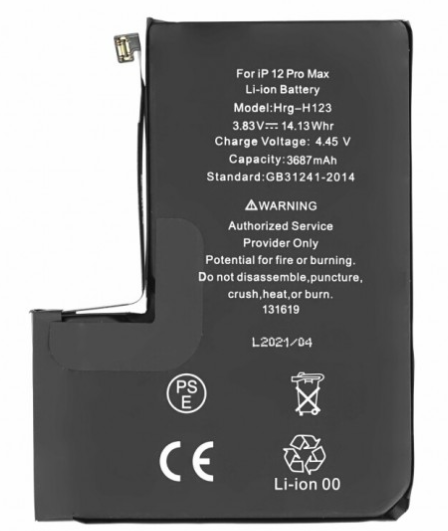 For iP 12 Pro Max
Li-ion Battery
Model:Hrg-H123
3.83V⎓ 14.13Whr
Charge Voltage: 4.45 V
Capacity:3687mAh
Standard:GB31241-2014
⚠WARNING
Authorized Service
Provider Only
Potential for fire or burning.
Do not disassemble,puncture,
crush,heat,or burn.
131619
L2021/04
PS
E
CE
Li-ion 00